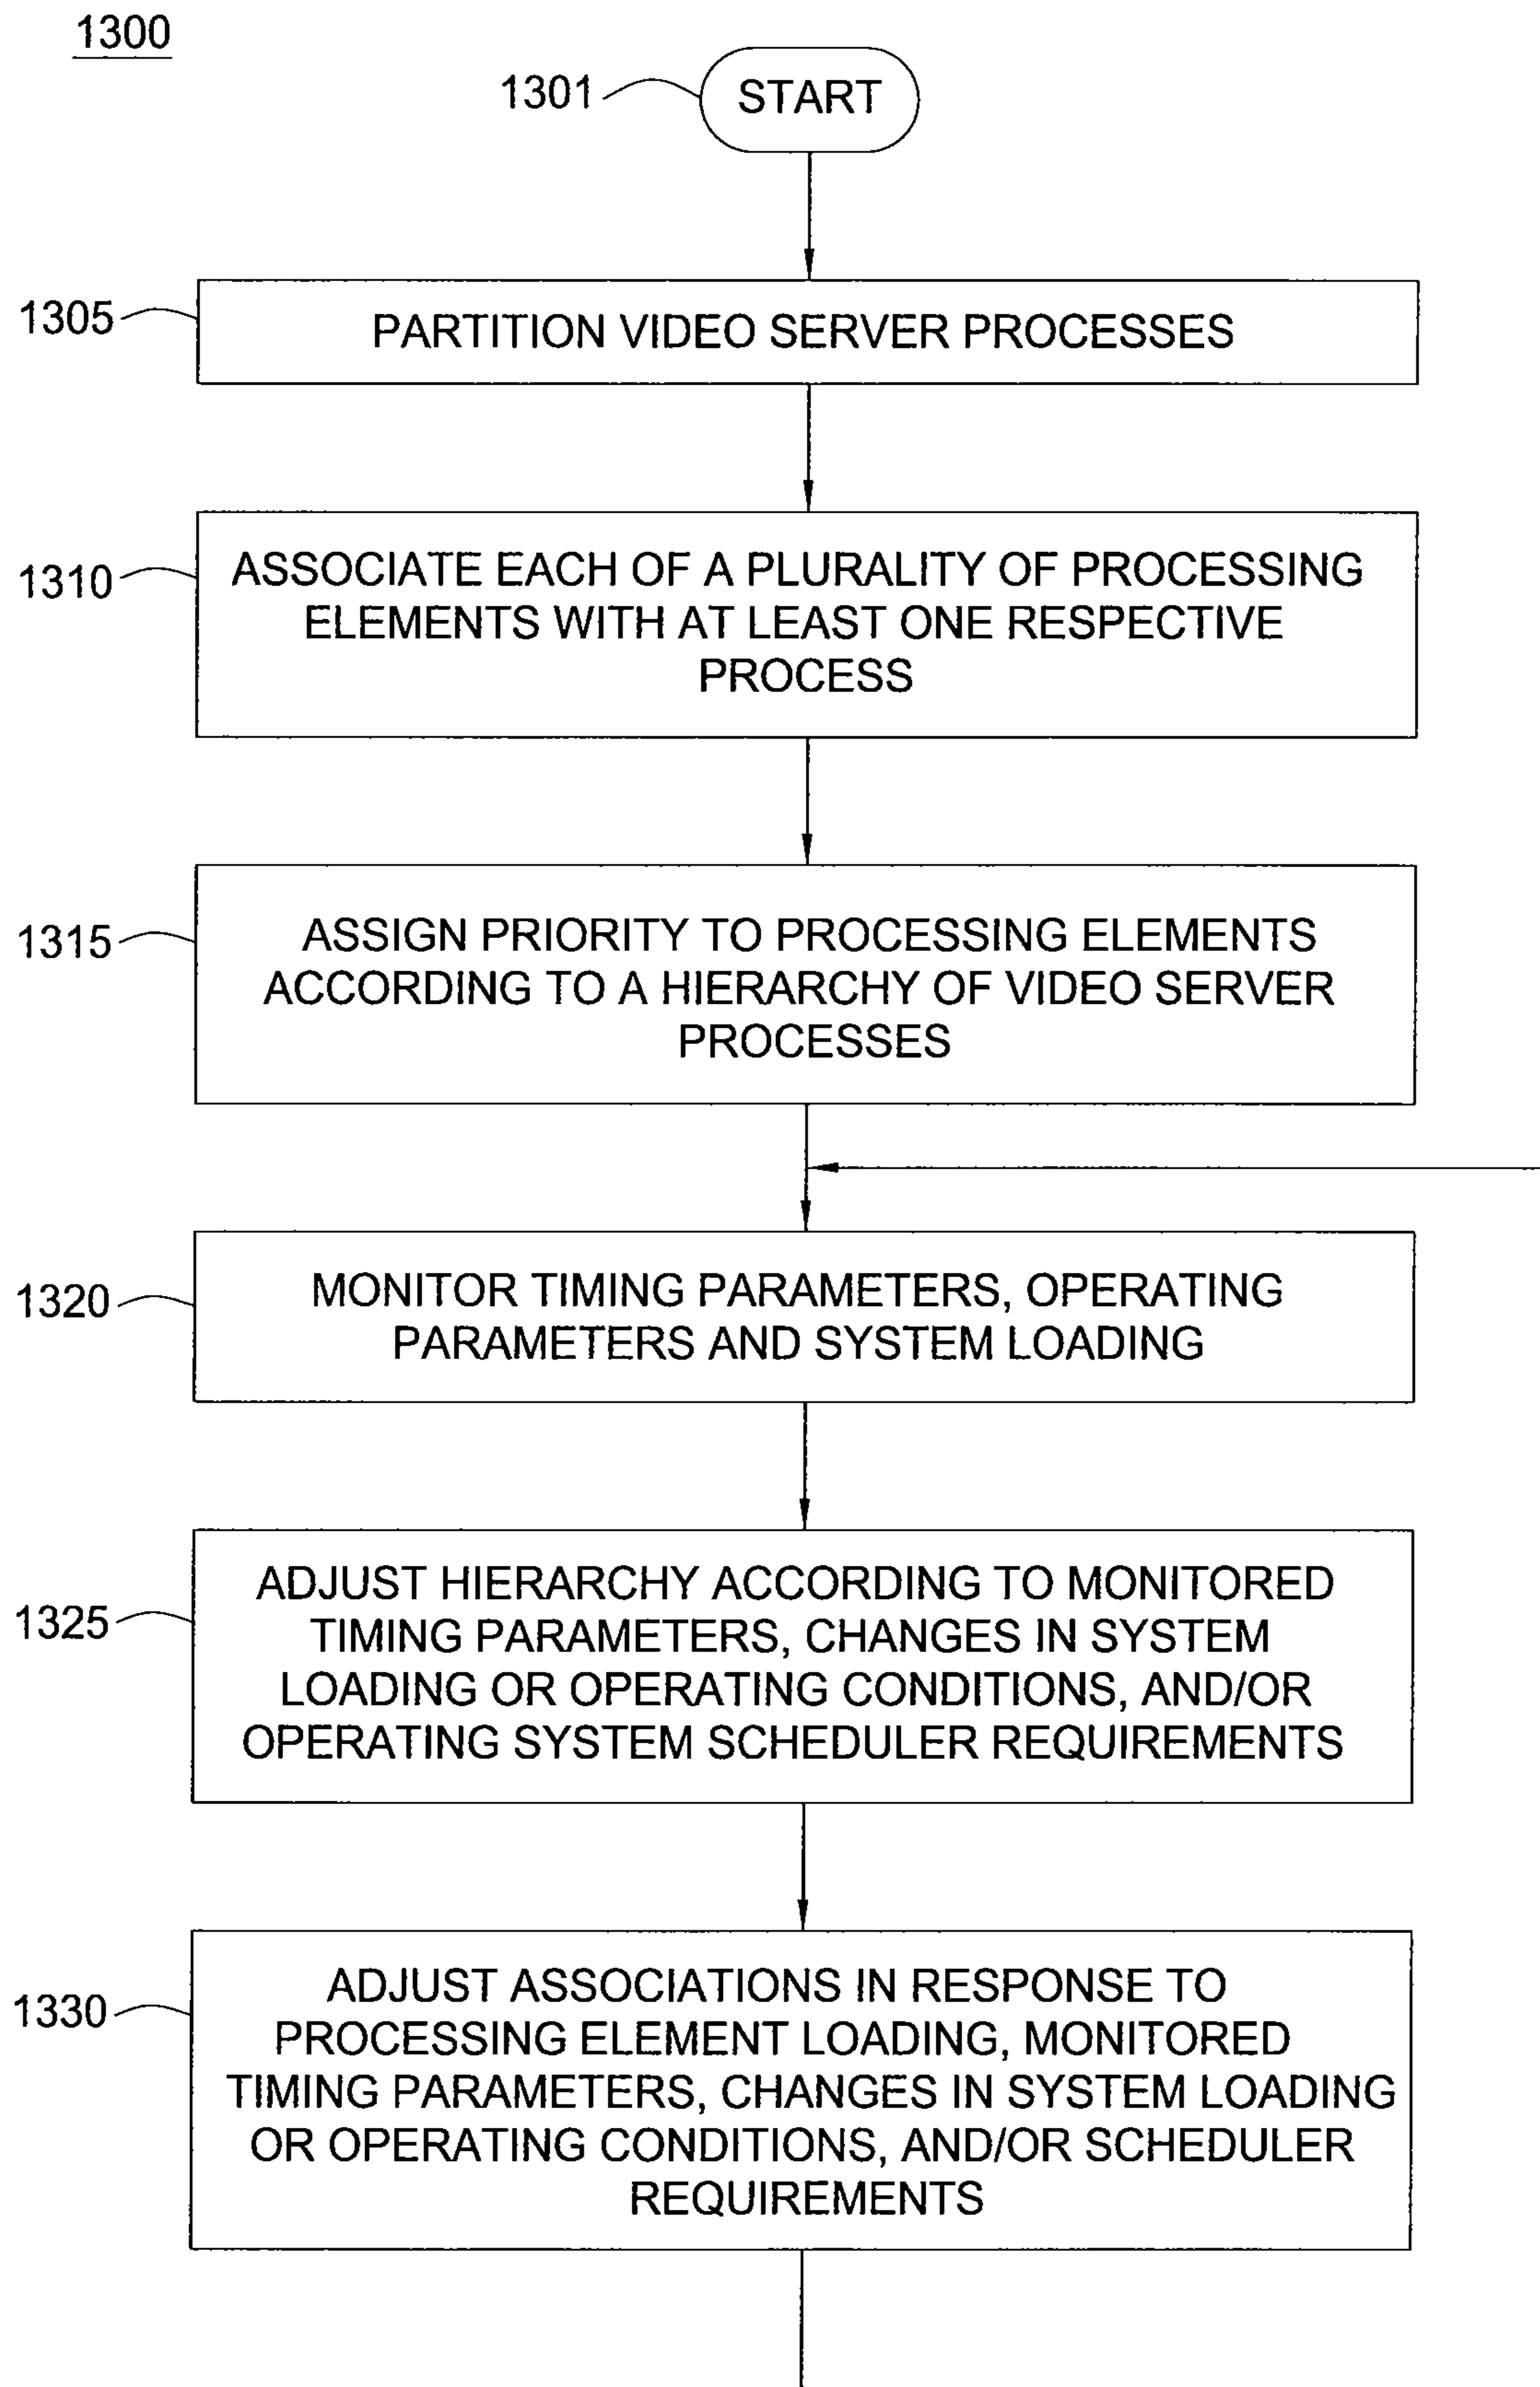 1300
1301
START
1305
PARTITION VIDEO SERVER PROCESSES
1310
ASSOCIATE EACH OF A PLURALITY OF PROCESSING
ELEMENTS WITH AT LEAST ONE RESPECTIVE
PROCESS
1315
ASSIGN PRIORITY TO PROCESSING ELEMENTS
ACCORDING TO A HIERARCHY OF VIDEO SERVER
PROCESSES
1320
MONITOR TIMING PARAMETERS, OPERATING
PARAMETERS AND SYSTEM LOADING
1325
ADJUST HIERARCHY ACCORDING TO MONITORED
TIMING PARAMETERS, CHANGES IN SYSTEM
LOADING OR OPERATING CONDITIONS, AND/OR
OPERATING SYSTEM SCHEDULER REQUIREMENTS
1330
ADJUST ASSOCIATIONS IN RESPONSE TO
PROCESSING ELEMENT LOADING, MONITORED
TIMING PARAMETERS, CHANGES IN SYSTEM LOADING
OR OPERATING CONDITIONS, AND/OR SCHEDULER
REQUIREMENTS